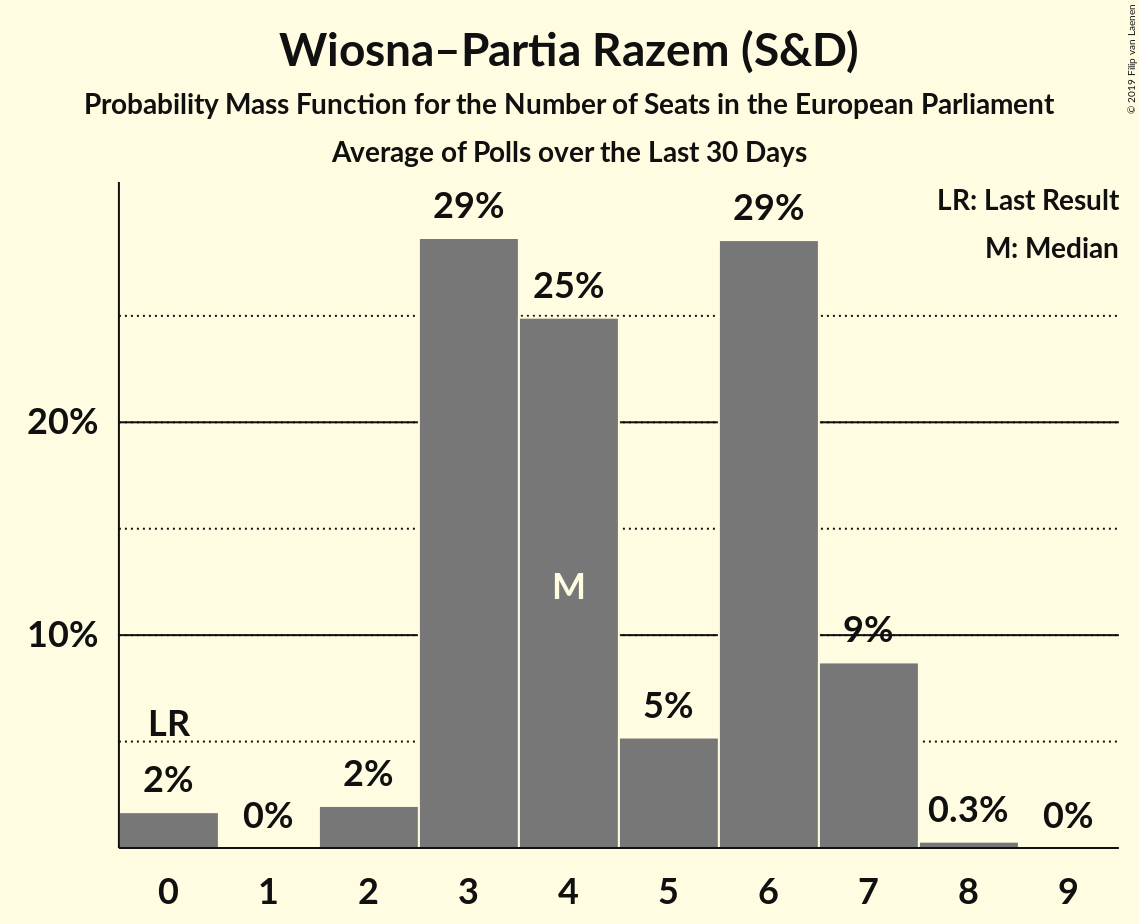 Wiosna–Partia Razem (S&D)
Probability Mass Function for the Number of Seats in the European Parliament
Average of Polls over the Last 30 Days
© 2019 Filip van Laenen
LR: Last Result
M: Median
29%
29%
25%
20%
M
10%
9%
5%
LR
2%
0%
2%
0.3%
0%
0 1 2 3 4 5 6 7 8 9